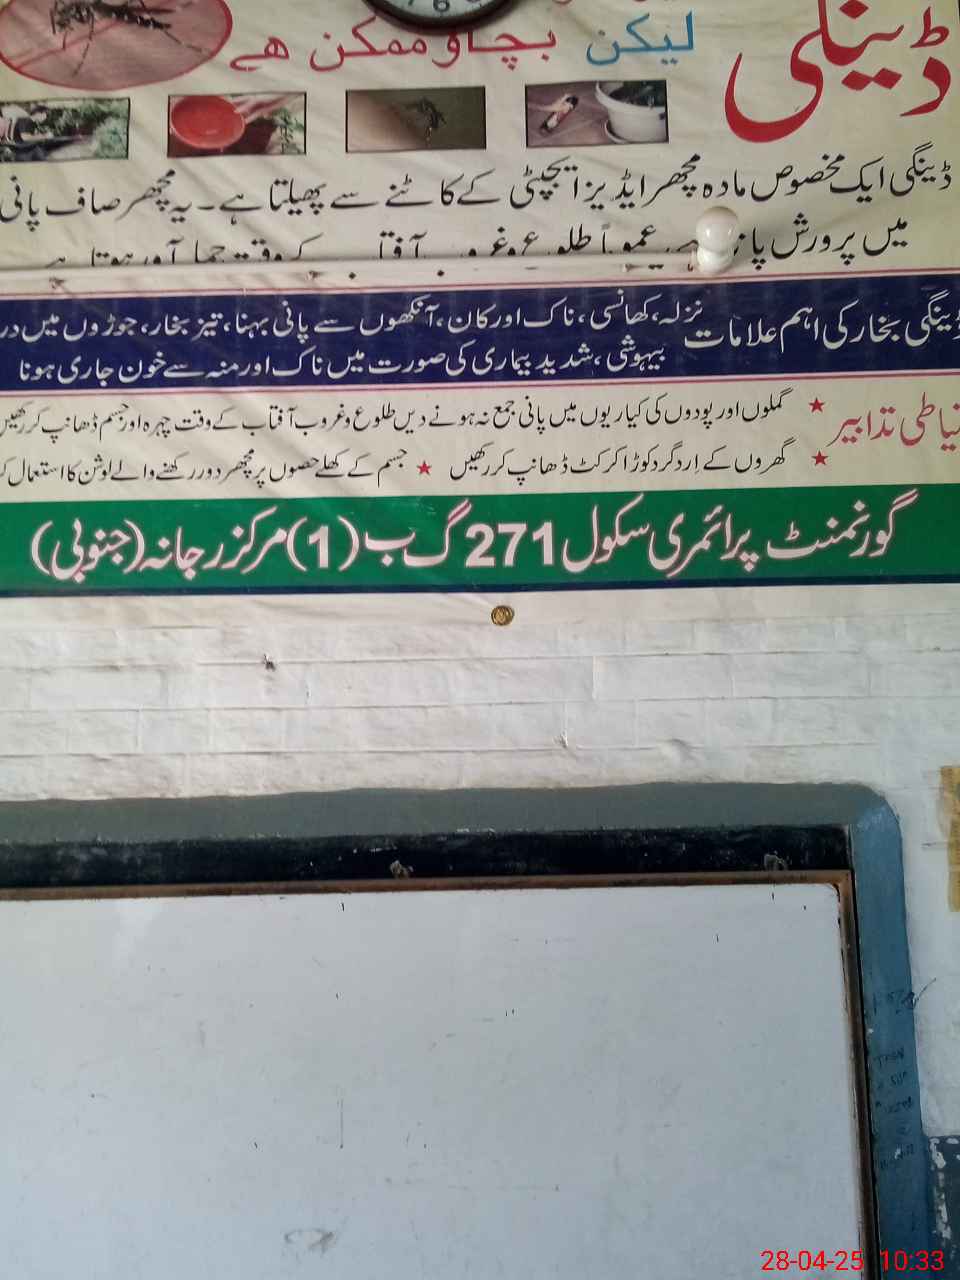 ڈینگی
لیکن بچاؤ ممکن ھے
ڈینگی ایک مخصوص مادہ مچھر ایڈیز ایچپٹی کے کاٹنے سے پھیلتا ہے۔ یہ مچھر صاف پانی
میں پرورش
ڈینگی بخار کی اہم علامات
نزلہ، کھانسی، ناک اور کان، آنکھوں سے پانی بہنا، تیز بخار، جوڑوں میں
بیہوشی، شدید بیماری کی صورت میں ناک اور منہ سے خون جاری ہونا
تدابیر
★ گملوں اور پودوں کی کیاریوں میں پانی جمع نہ ہونے دیں طلوع و غروب آفتاب کے وقت چہرہ اور جسم ڈھانپ کر رکھیں
★ گھروں کے اردگرد کوڑا کرکٹ ڈھانپ کر رکھیں ★ جسم کے کھلے حصوں پر مچھر دور رکھنے والے لوشن کا استعمال
گورنمنٹ پرائمری سکول 271 گ ب (1) مرکز رجانہ (جنوبی)
28-04-25 10:33